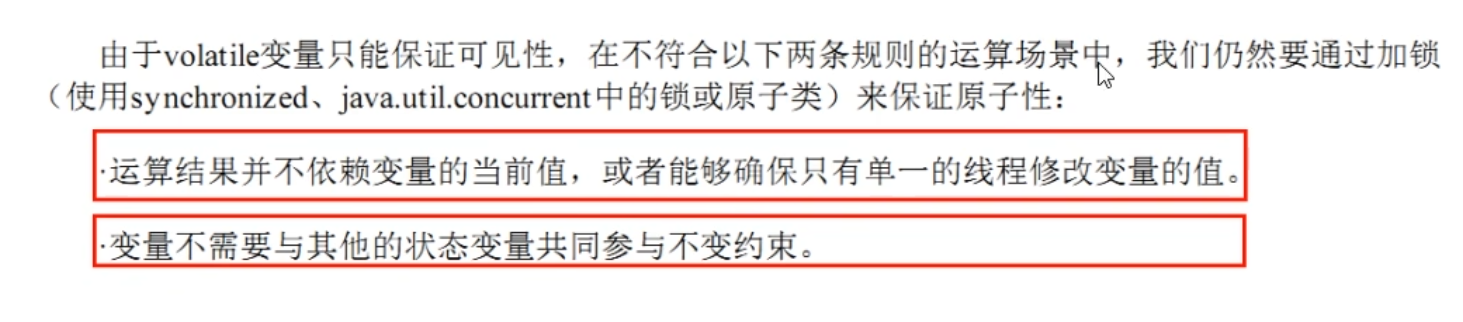 由于volatile变量只能保证可见性，在不符合以下两条规则的运算场景中，我们仍然要通过加锁
（使用synchronized、java.util.concurrent中的锁或原子类）来保证原子性：
·运算结果并不依赖变量的当前值，或者能够确保只有单一的线程修改变量的值。
·变量不需要与其他的状态变量共同参与不变约束。